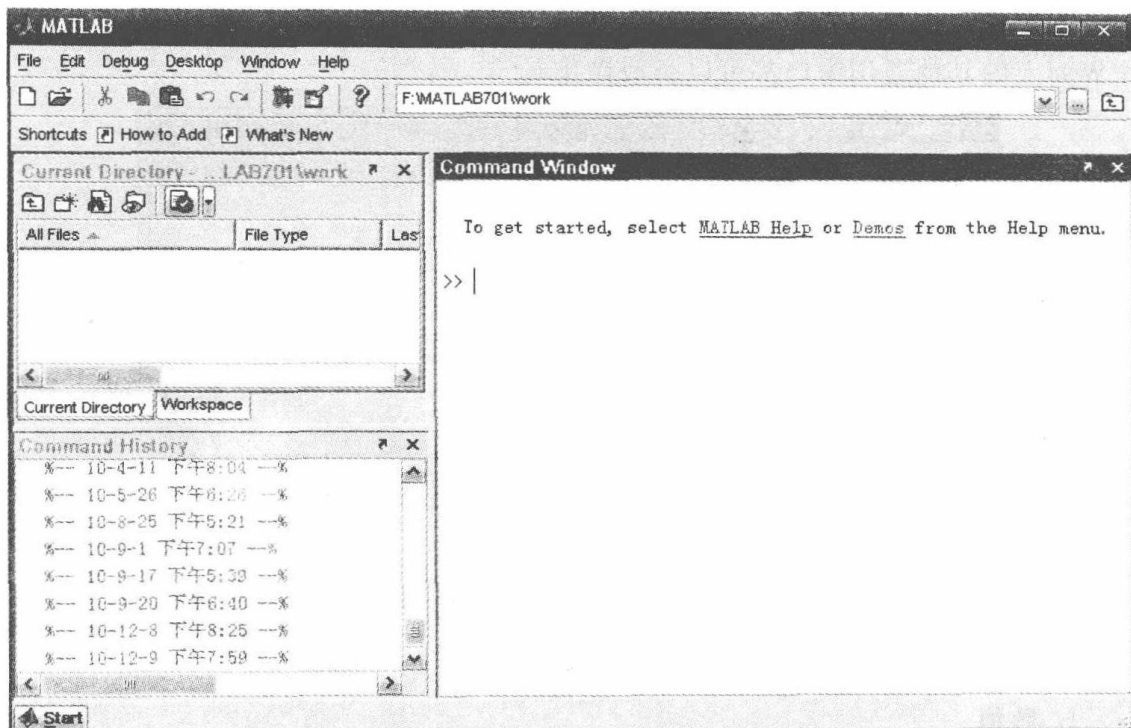 MATLAB
File Edit Debug Desktop Window Help
F:\MATLAB701\work
Shortcuts How to Add What's New
Current Directory - ...LAB701\work
All Files File Type Las
Current Directory Workspace
Command History
%-- 10-4-11 下午8:04 --%
%-- 10-5-26 下午6:26 --%
%-- 10-8-25 下午5:21 --%
%-- 10-9-1 下午7:07 --%
%-- 10-9-17 下午5:39 --%
%-- 10-9-20 下午6:40 --%
%-- 10-12-8 下午8:25 --%
%-- 10-12-9 下午7:59 --%
Start
Command Window
To get started, select MATLAB Help or Demos from the Help menu.
>>